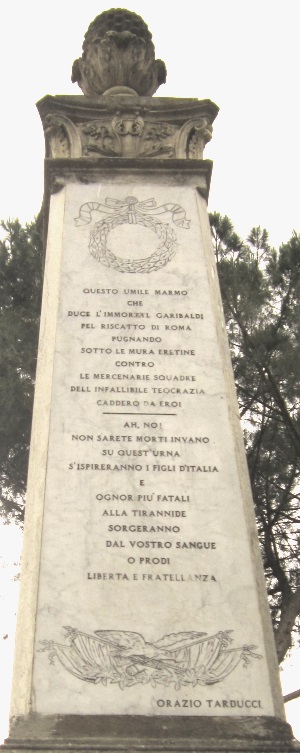 QUESTO UMILE MARMO
CHE
DUCE L'IMMORTAL GARIBALDI
PEL RISCATTO DI ROMA
PUGNANDO
SOTTO LE MURA ERETINE
CONTRO
LE MERCENARIE SQUADRE
DELL'INFALLIBILE TEOCRAZIA
CADDERO DA EROI
AH, NO!
NON SARETE MORTI INVANO
SU QUEST'URNA
S'ISPIRERANNO I FIGLI D'ITALIA
E
OGNOR PIU' FATALI
ALLA TIRANNIDE
SORGERANNO
DAL VOSTRO SANGUE
O PRODI
LIBERTA E FRATELLANZA
ORAZIO TARDUCCI